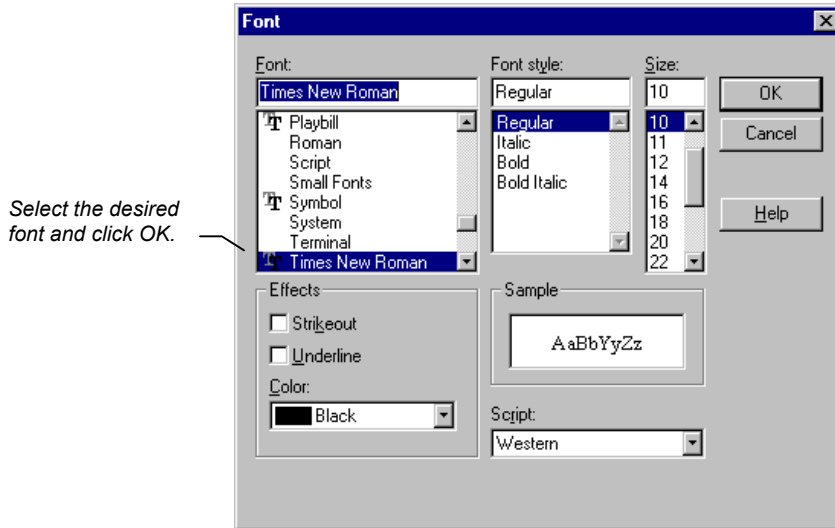 Font
Font:
Font style:
Size:
Times New Roman
Regular
10
OK
Cancel
Help
Playbill
Roman
Script
Small Fonts
Symbol
System
Terminal
Times New Roman
Regular
Italic
Bold
Bold Italic
10
11
12
14
16
18
20
22
Select the desired
font and click OK.
Effects
Strikeout
Underline
Color:
Black
Sample
AaBbYyZz
Script:
Western